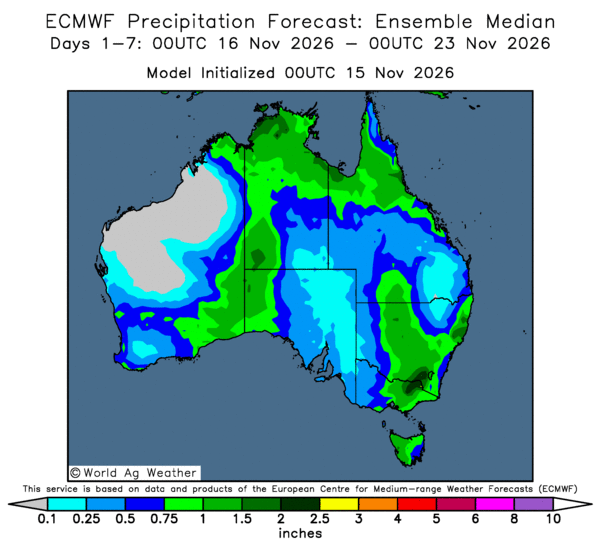 ECMWF Precipitation Forecast: Ensemble Median
Days 1–7: 00UTC 16 Nov 2026 – 00UTC 23 Nov 2026
Model Initialized 00UTC 15 Nov 2026
© World Ag Weather
This service is based on data and products of the European Centre for Medium-range Weather Forecasts (ECMWF)
0.1 0.25 0.5 0.75 1 1.5 2 2.5 3 4 5 6 8 10
inches